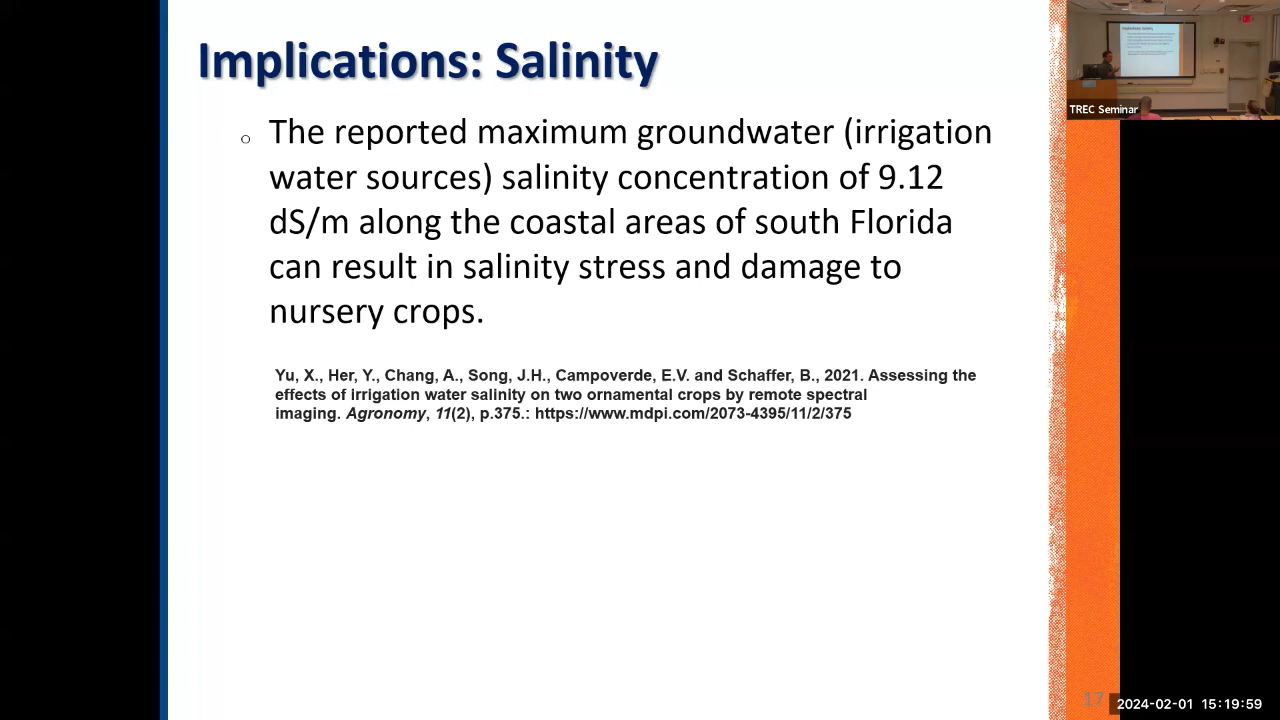 Implications: Salinity
○ The reported maximum groundwater (irrigation
water sources) salinity concentration of 9.12
dS/m along the coastal areas of south Florida
can result in salinity stress and damage to
nursery crops.
Yu, X., Her, Y., Chang, A., Song, J.H., Campoverde, E.V. and Schaffer, B., 2021. Assessing the
effects of irrigation water salinity on two ornamental crops by remote spectral
imaging. Agronomy, 11(2), p.375.: https://www.mdpi.com/2073-4395/11/2/375
TREC Seminar
17
2024-02-01 15:19:59